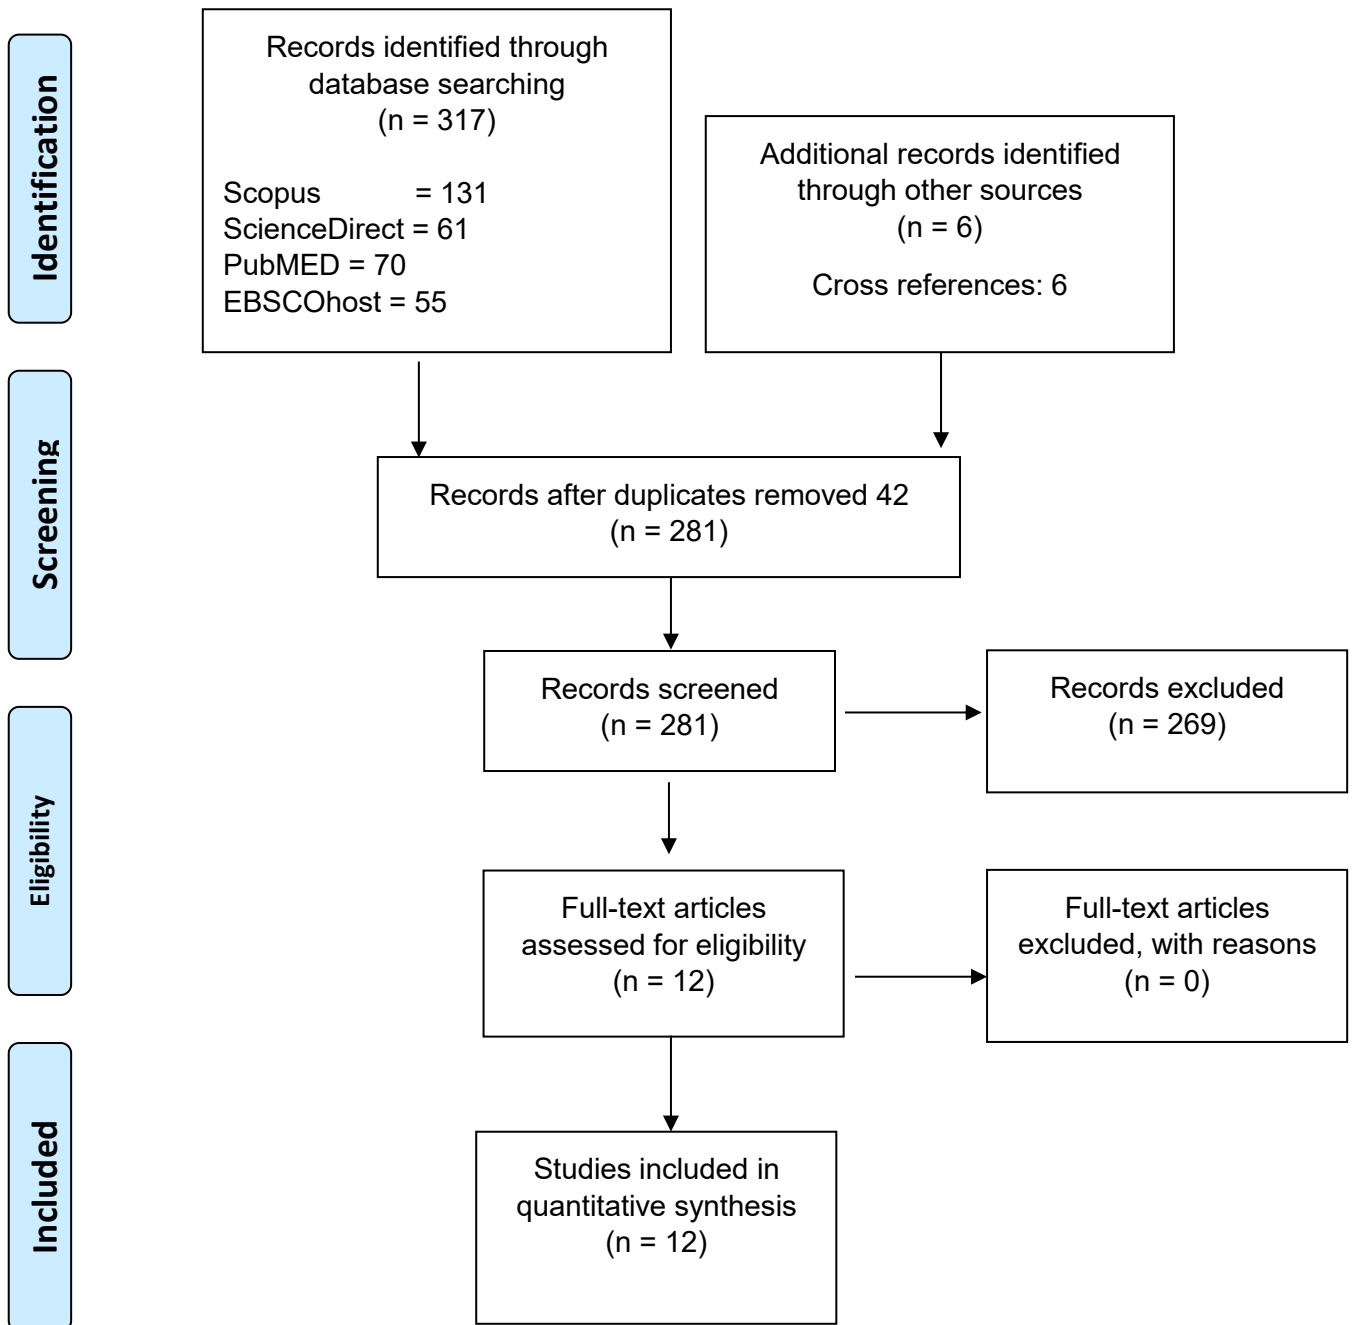 Identification
Records identified through
database searching
(n = 317)
Scopus = 131
ScienceDirect = 61
PubMED = 70
EBSCOhost = 55
Additional records identified
through other sources
(n = 6)
Cross references: 6
Screening
Records after duplicates removed 42
(n = 281)
Records screened
(n = 281)
Records excluded
(n = 269)
Eligibility
Full-text articles
assessed for eligibility
(n = 12)
Full-text articles
excluded, with reasons
(n = 0)
Included
Studies included in
quantitative synthesis
(n = 12)